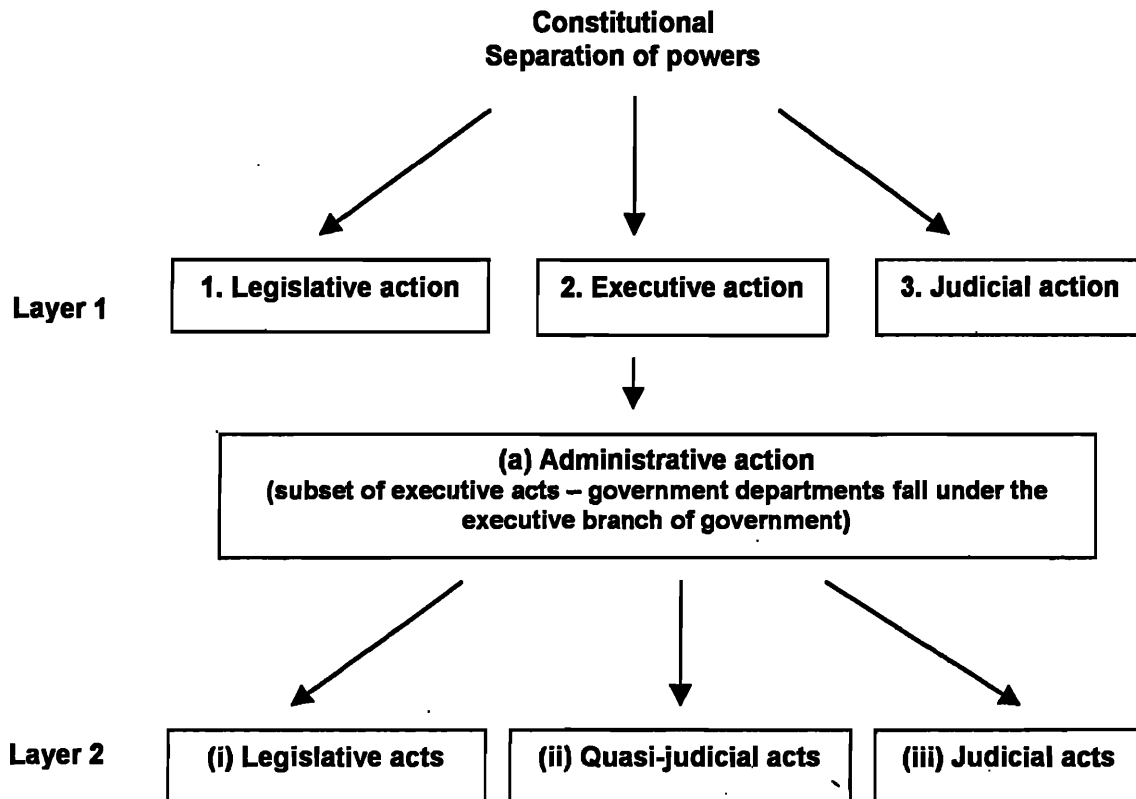 Constitutional
Separation of powers
Layer 1
1. Legislative action
2. Executive action
3. Judicial action
(a) Administrative action
(subset of executive acts – government departments fall under the
executive branch of government)
Layer 2
(i) Legislative acts
(ii) Quasi-judicial acts
(iii) Judicial acts